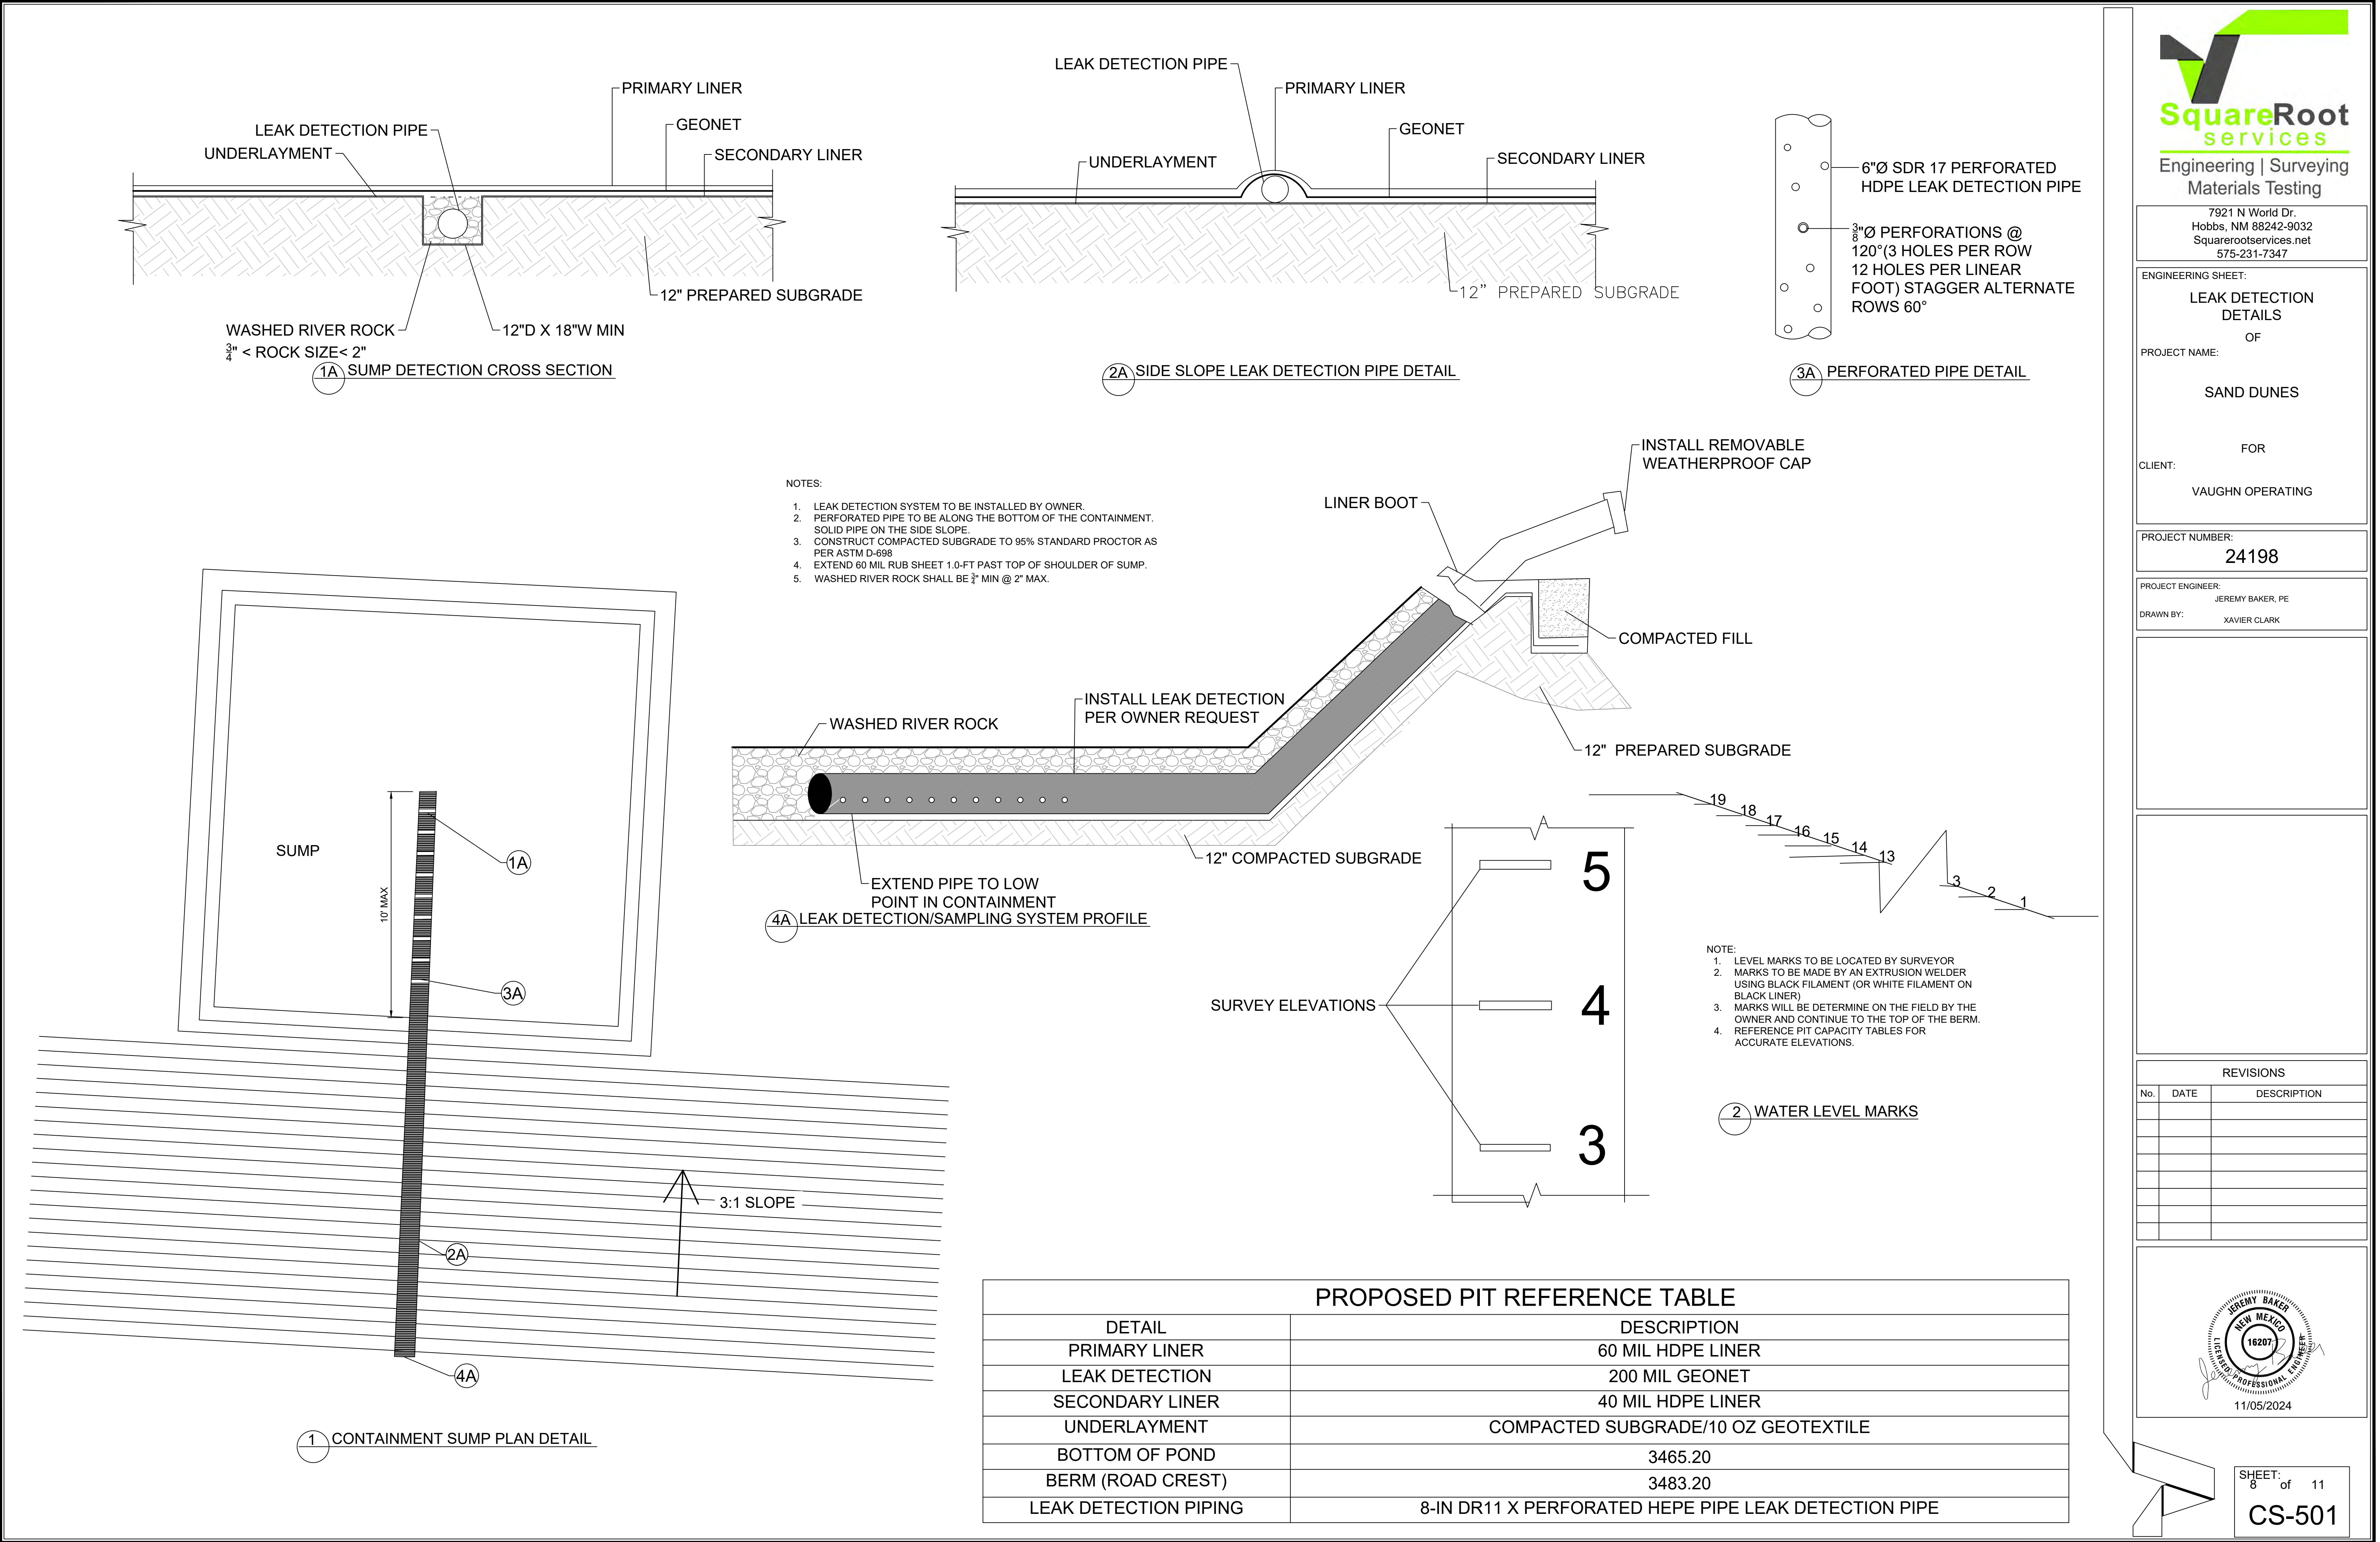 LEAK DETECTION PIPE
UNDERLAYMENT
PRIMARY LINER
GEONET
SECONDARY LINER
12" PREPARED SUBGRADE
WASHED RIVER ROCK
3/4" < ROCK SIZE< 2"
12"D X 18"W MIN
1A SUMP DETECTION CROSS SECTION
LEAK DETECTION PIPE
PRIMARY LINER
GEONET
UNDERLAYMENT
SECONDARY LINER
12” PREPARED SUBGRADE
2A SIDE SLOPE LEAK DETECTION PIPE DETAIL
6"Ø SDR 17 PERFORATED
HDPE LEAK DETECTION PIPE
3/8"Ø PERFORATIONS @
120°(3 HOLES PER ROW
12 HOLES PER LINEAR
FOOT) STAGGER ALTERNATE
ROWS 60°
3A PERFORATED PIPE DETAIL
NOTES:
1. LEAK DETECTION SYSTEM TO BE INSTALLED BY OWNER.
2. PERFORATED PIPE TO BE ALONG THE BOTTOM OF THE CONTAINMENT.
SOLID PIPE ON THE SIDE SLOPE.
3. CONSTRUCT COMPACTED SUBGRADE TO 95% STANDARD PROCTOR AS
PER ASTM D-698
4. EXTEND 60 MIL RUB SHEET 1.0-FT PAST TOP OF SHOULDER OF SUMP.
5. WASHED RIVER ROCK SHALL BE 3/4" MIN @ 2" MAX.
INSTALL REMOVABLE
WEATHERPROOF CAP
LINER BOOT
COMPACTED FILL
INSTALL LEAK DETECTION
PER OWNER REQUEST
WASHED RIVER ROCK
12" PREPARED SUBGRADE
12" COMPACTED SUBGRADE
EXTEND PIPE TO LOW
POINT IN CONTAINMENT
4A LEAK DETECTION/SAMPLING SYSTEM PROFILE
SUMP
10' MAX
1A
3A
2A
4A
3:1 SLOPE
1 CONTAINMENT SUMP PLAN DETAIL
19
18
17
16
15
14
13
3
2
1
5
4
3
SURVEY ELEVATIONS
NOTE:
1. LEVEL MARKS TO BE LOCATED BY SURVEYOR
2. MARKS TO BE MADE BY AN EXTRUSION WELDER
USING BLACK FILAMENT (OR WHITE FILAMENT ON
BLACK LINER)
3. MARKS WILL BE DETERMINE ON THE FIELD BY THE
OWNER AND CONTINUE TO THE TOP OF THE BERM.
4. REFERENCE PIT CAPACITY TABLES FOR
ACCURATE ELEVATIONS.
2 WATER LEVEL MARKS
PROPOSED PIT REFERENCE TABLE
DETAIL DESCRIPTION
PRIMARY LINER 60 MIL HDPE LINER
LEAK DETECTION 200 MIL GEONET
SECONDARY LINER 40 MIL HDPE LINER
UNDERLAYMENT COMPACTED SUBGRADE/10 OZ GEOTEXTILE
BOTTOM OF POND 3465.20
BERM (ROAD CREST) 3483.20
LEAK DETECTION PIPING 8-IN DR11 X PERFORATED HEPE PIPE LEAK DETECTION PIPE
SquareRoot
services
Engineering | Surveying
Materials Testing
7921 N World Dr.
Hobbs, NM 88242-9032
Squarerootservices.net
575-231-7347
ENGINEERING SHEET:
LEAK DETECTION
DETAILS
OF
PROJECT NAME:
SAND DUNES
FOR
CLIENT:
VAUGHN OPERATING
PROJECT NUMBER:
24198
PROJECT ENGINEER:
JEREMY BAKER, PE
DRAWN BY:
XAVIER CLARK
REVISIONS
No. DATE DESCRIPTION
JEREMY BAKER
NEW MEXICO
16207
LICENSED PROFESSIONAL ENGINEER
11/05/2024
SHEET:
8 of 11
CS-501